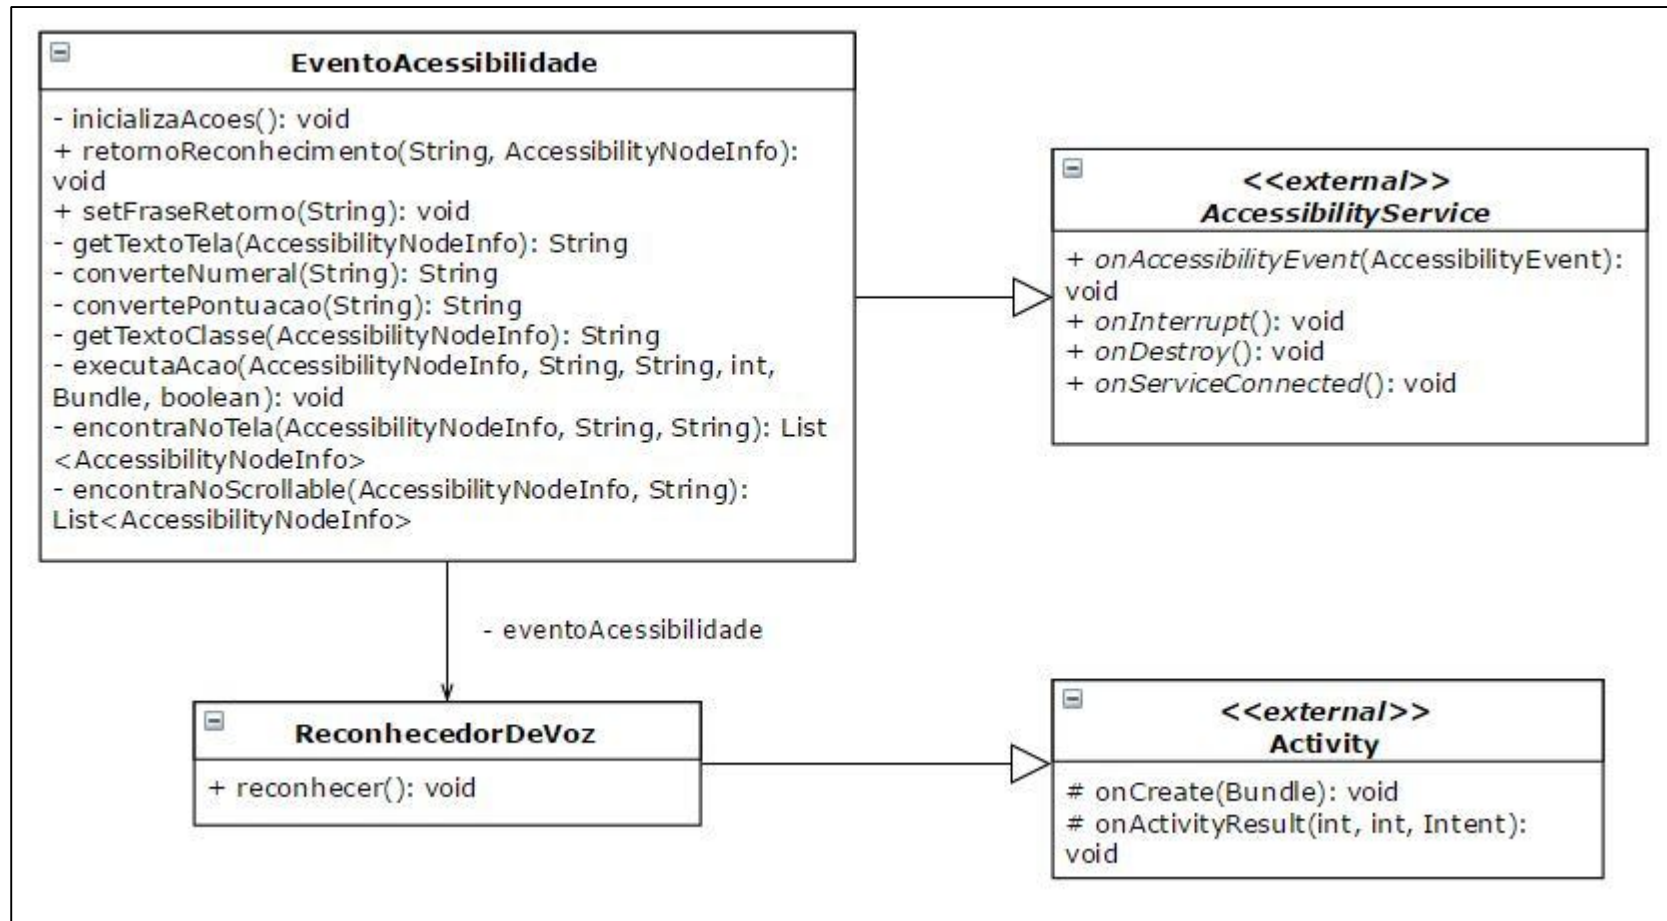 EventoAcessibilidade
- inicializaAcoes(): void
+ retornoReconhecimento(String, AccessibilityNodeInfo):
void
+ setFraseRetorno(String): void
- getTextoTela(AccessibilityNodeInfo): String
- converteNumeral(String): String
- convertePontuacao(String): String
- getTextoClasse(AccessibilityNodeInfo): String
- executaAcao(AccessibilityNodeInfo, String, String, int,
Bundle, boolean): void
- encontraNoTela(AccessibilityNodeInfo, String, String): List
<AccessibilityNodeInfo>
- encontraNoScrollable(AccessibilityNodeInfo, String):
List<AccessibilityNodeInfo>
<<external>>
AccessibilityService
+ onAccessibilityEvent(AccessibilityEvent):
void
+ onInterrupt(): void
+ onDestroy(): void
+ onServiceConnected(): void
- eventoAcessibilidade
ReconhecedorDeVoz
+ reconhecer(): void
<<external>>
Activity
# onCreate(Bundle): void
# onActivityResult(int, int, Intent):
void